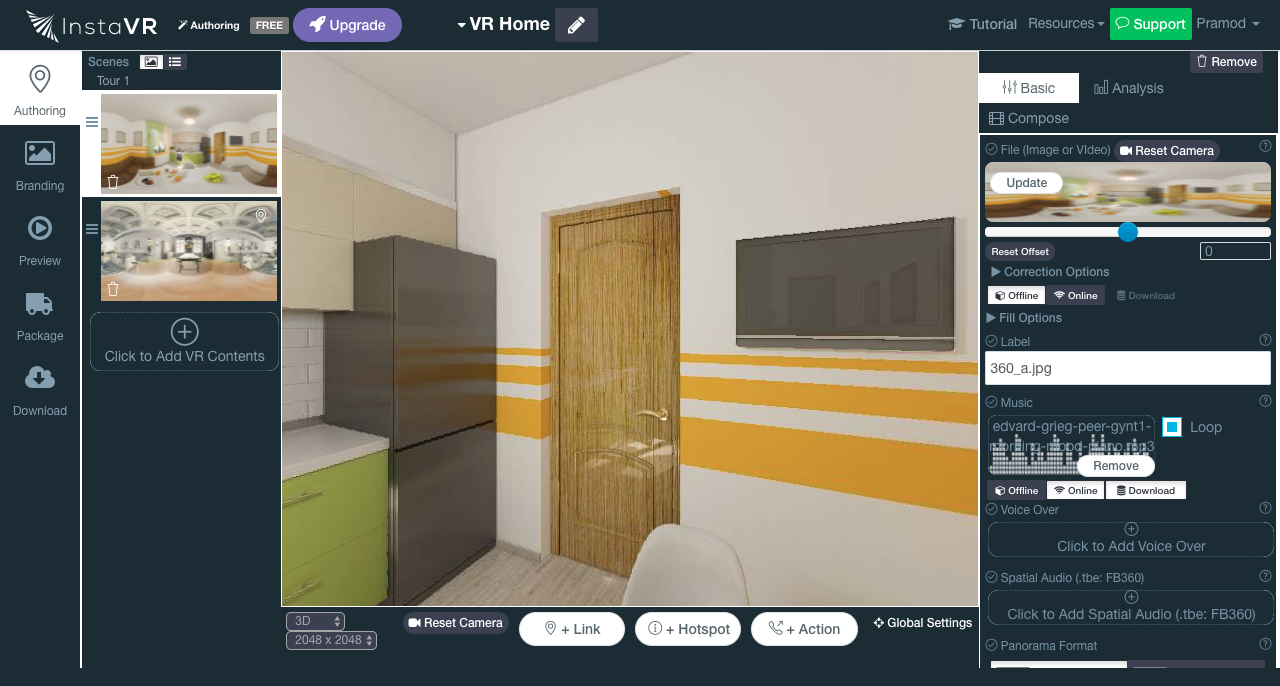 InstaVR
Authoring
FREE
Upgrade
VR Home
Tutorial
Resources
Support
Pramod
Authoring
Branding
Preview
Package
Download
Scenes
Tour 1
Click to Add VR Contents
3D
2048 x 2048
Reset Camera
+ Link
+ Hotspot
+ Action
Global Settings
Remove
Basic
Analysis
Compose
File (Image or VIdeo)
Reset Camera
Update
Reset Offset
0
Correction Options
Offline
Online
Download
Fill Options
Label
360_a.jpg
Music
edvard-grieg-peer-gynt1-
morning-mood-piano.mp3
Loop
Remove
Offline
Online
Download
Voice Over
Click to Add Voice Over
Spatial Audio (.tbe: FB360)
Click to Add Spatial Audio (.tbe: FB360)
Panorama Format